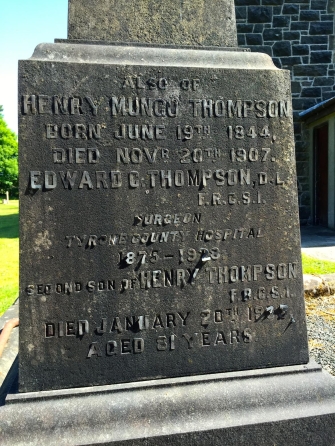 ALSO OF
HENRY MUNGO THOMPSON
BORN JUNE 19TH 1844,
DIED NOVR 20TH 1907.
EDWARD C. THOMPSON, D.L.
F.R.C.S.I.
SURGEON
TYRONE COUNTY HOSPITAL
1875 –
SECOND SON OF HENRY THOMPSON
F.R.C.S.I.
DIED JANUARY 20TH
AGED 81 YEARS